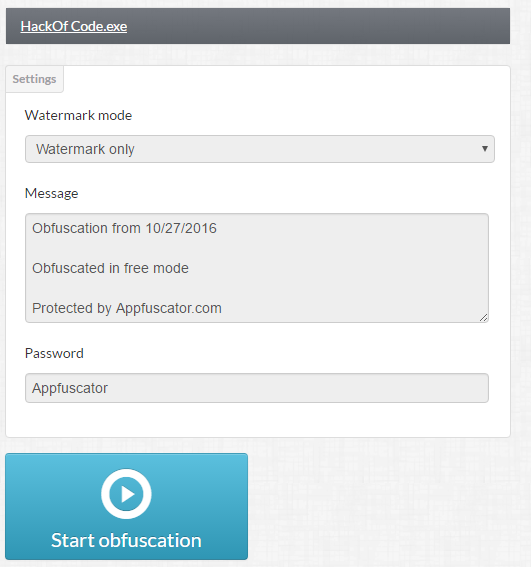 HackOf Code.exe
Settings
Watermark mode
Watermark only
Message
Obfuscation from 10/27/2016
Obfuscated in free mode
Protected by Appfuscator.com
Password
Appfuscator
Start obfuscation